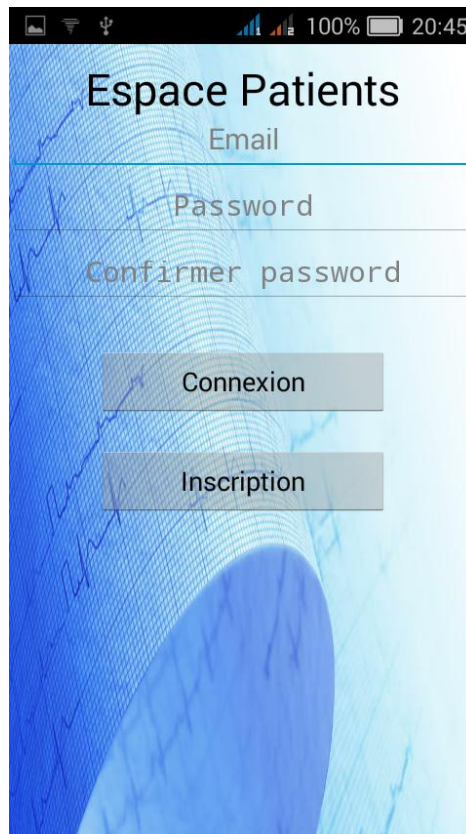 100% 20:45
Espace Patients
Email
Password
Confirmer password
Connexion
Inscription